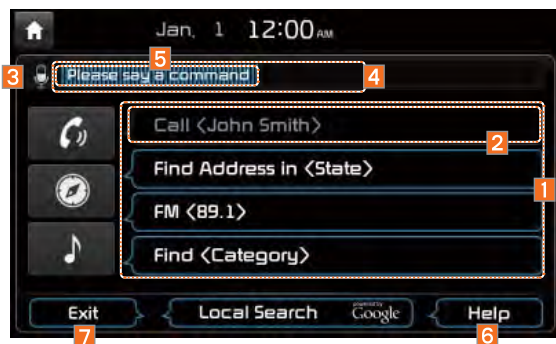 Jan. 1 12:00 AM
5
3 Please say a command 4
Call <John Smith>
2
Find Address in <State>
1
FM <89.1>
Find <Category>
Exit Local Search powered by Google Help
7 6